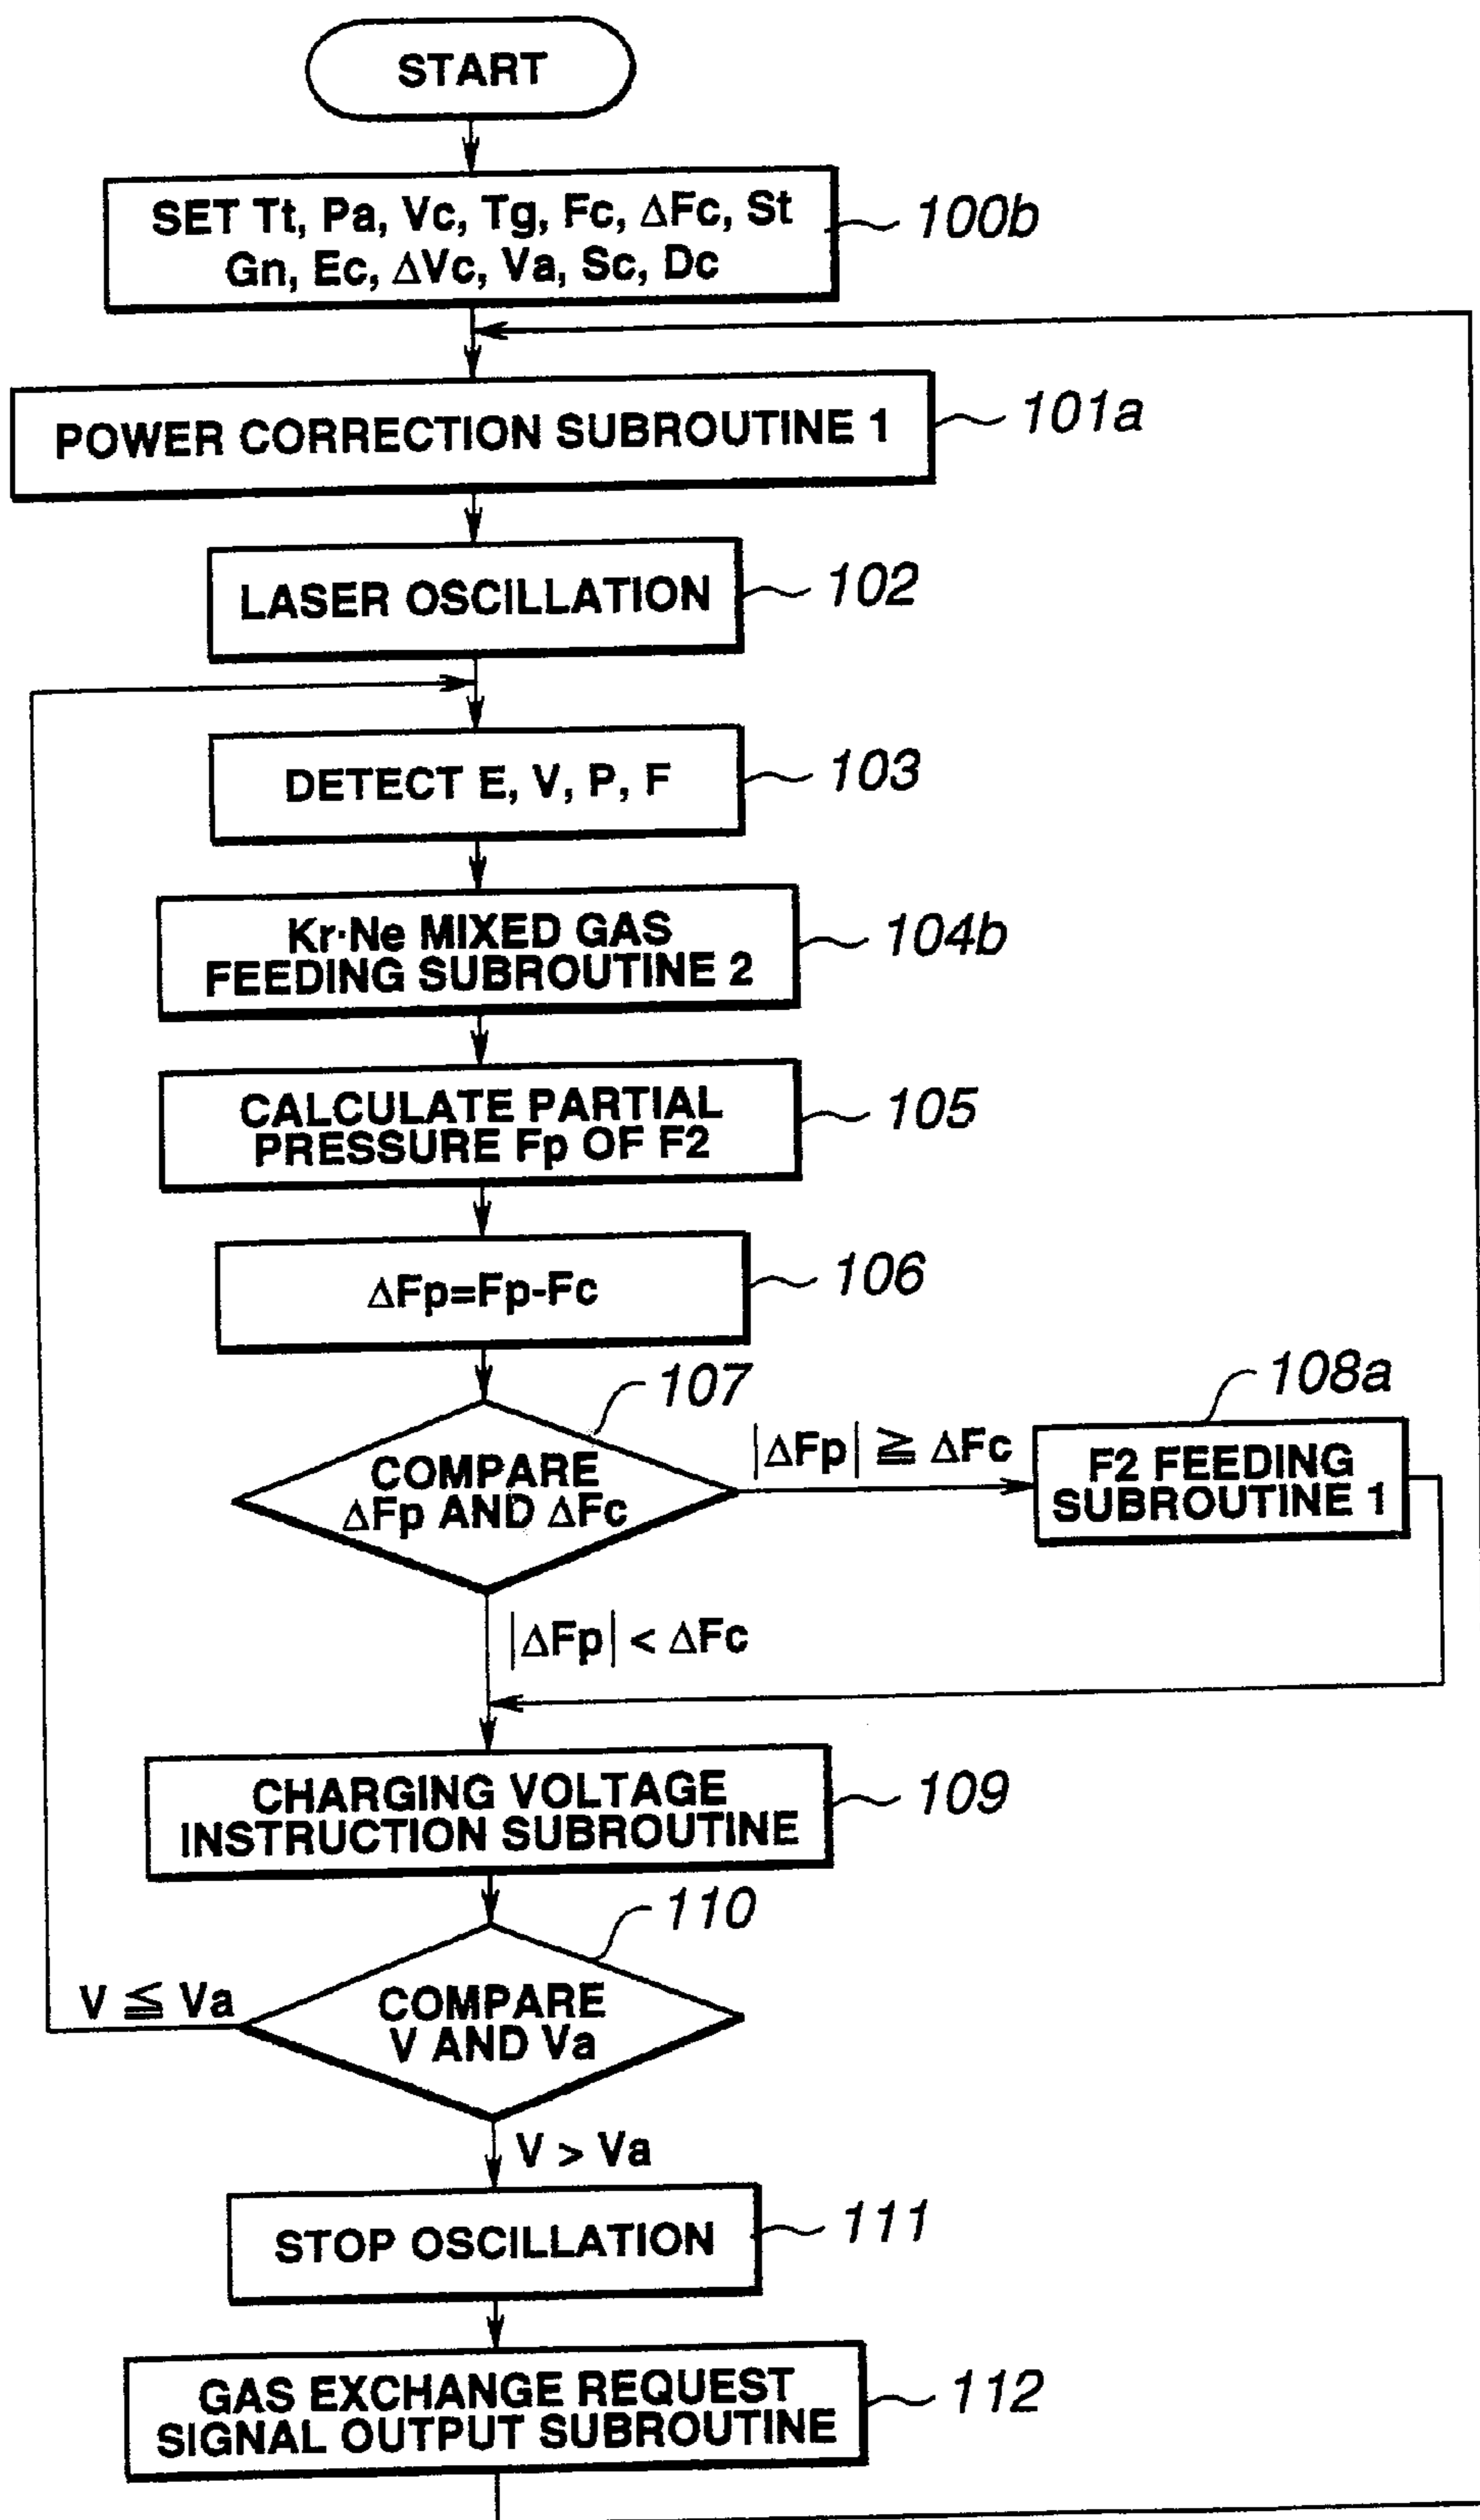 START
SET Tt, Pa, Vc, Tg, Fc, ΔFc, St
Gn, Ec, ΔVc, Va, Sc, Dc
100b
POWER CORRECTION SUBROUTINE 1
101a
LASER OSCILLATION
102
DETECT E, V, P, F
103
Kr·Ne MIXED GAS
FEEDING SUBROUTINE 2
104b
CALCULATE PARTIAL
PRESSURE Fp OF F2
105
ΔFp=Fp-Fc
106
107
COMPARE
ΔFp AND ΔFc
|ΔFp| ≧ ΔFc
108a
F2 FEEDING
SUBROUTINE 1
|ΔFp| < ΔFc
CHARGING VOLTAGE
INSTRUCTION SUBROUTINE
109
110
V ≦ Va
COMPARE
V AND Va
V > Va
STOP OSCILLATION
111
GAS EXCHANGE REQUEST
SIGNAL OUTPUT SUBROUTINE
112